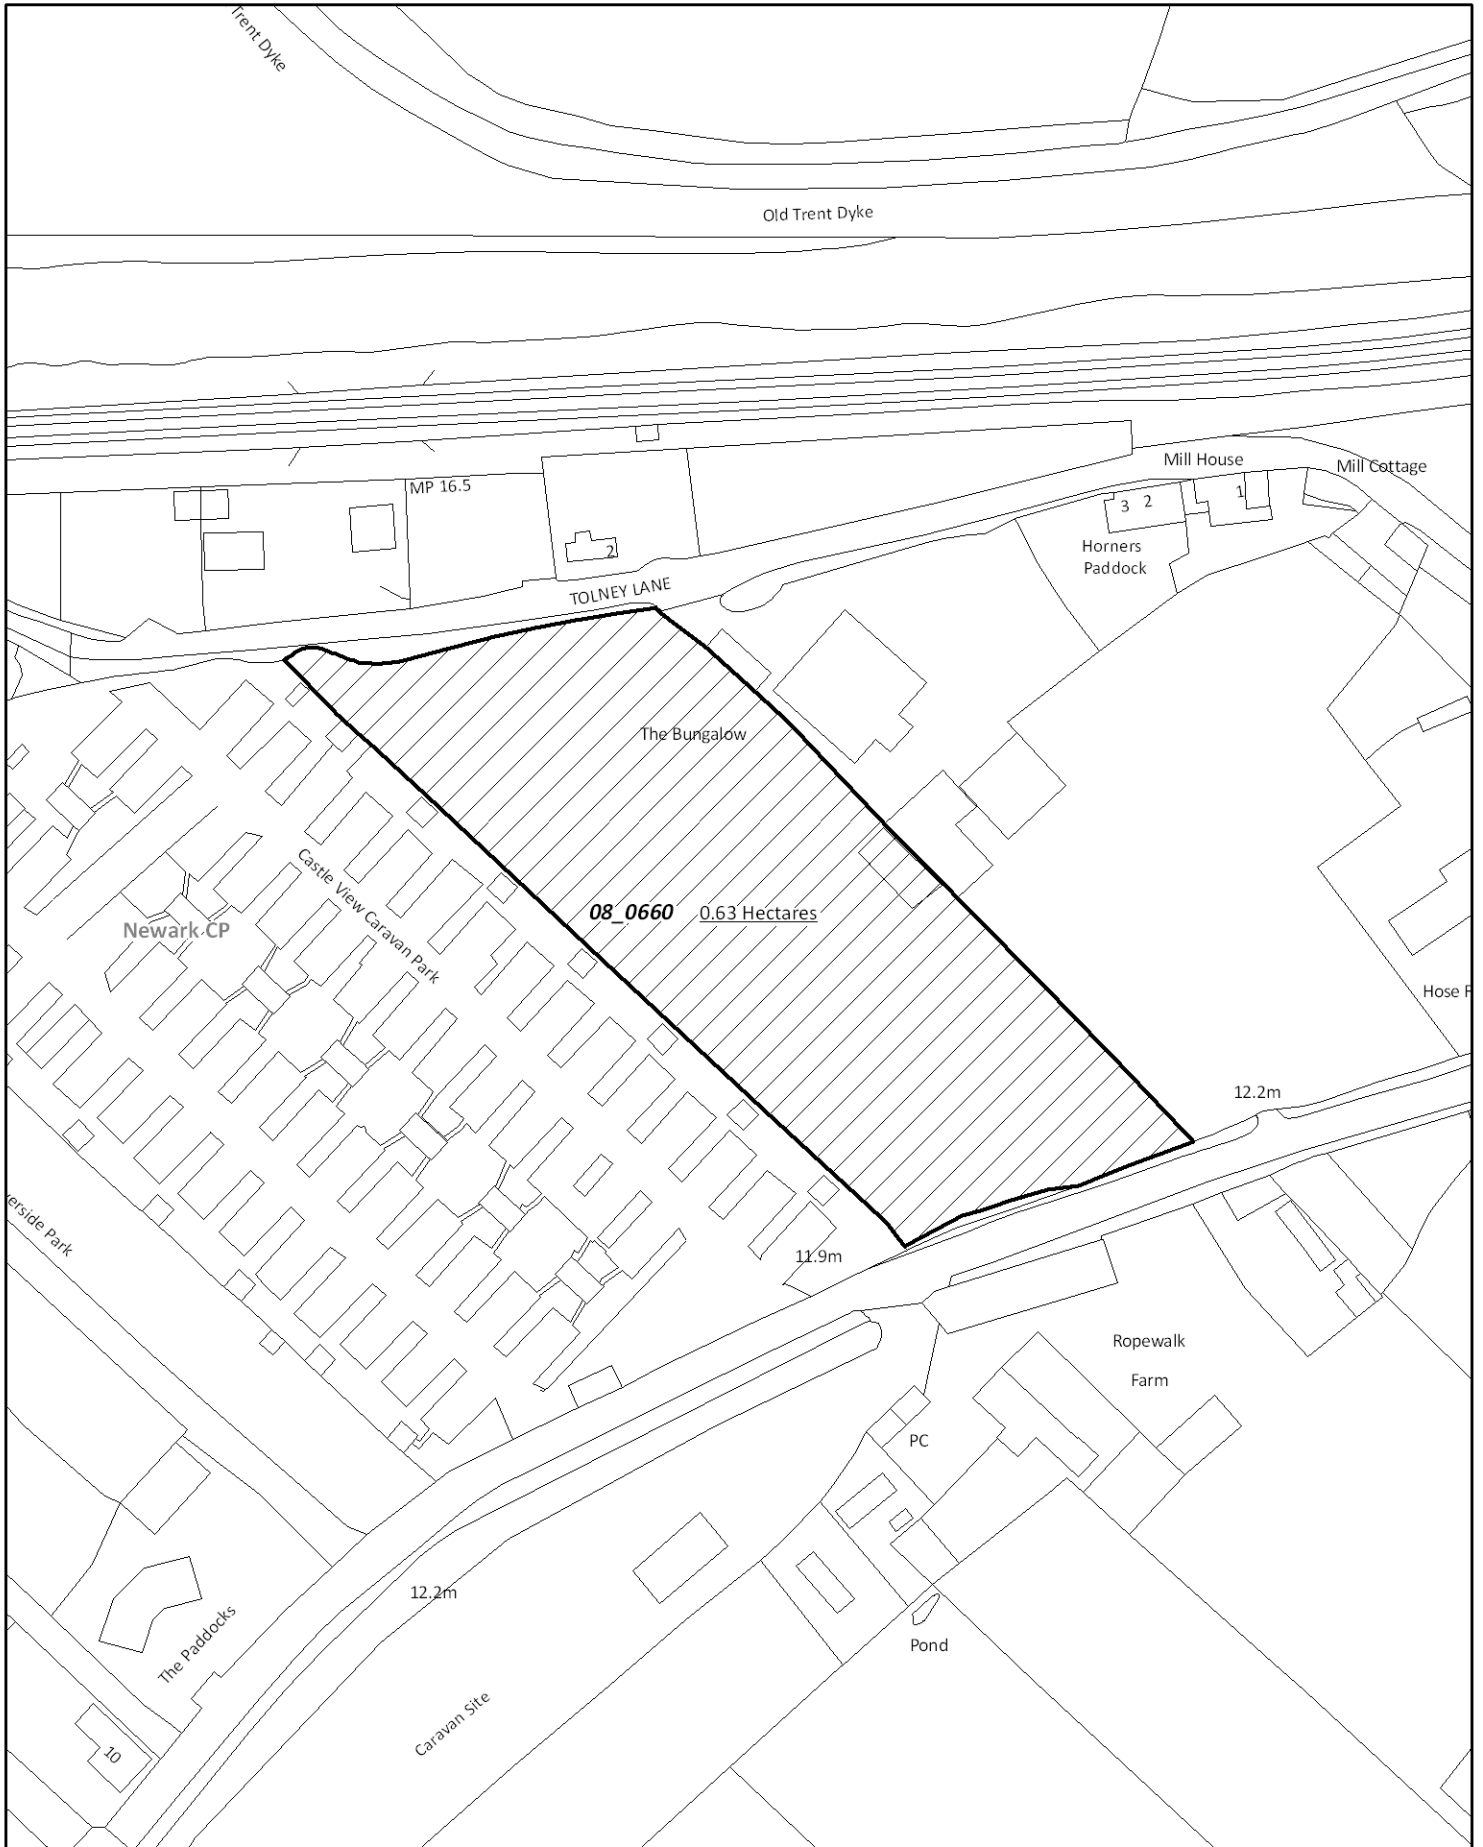 Trent Dyke
Old Trent Dyke
Mill House
Mill Cottage
MP 16.5
1
3 2
2
Horners
Paddock
TOLNEY LANE
The Bungalow
Castle View Caravan Park
08_0660 0.63 Hectares
Newark CP
Hose F
12.2m
erside Park
11.9m
Ropewalk
Farm
PC
12.2m
The Paddocks
Pond
Caravan Site
10